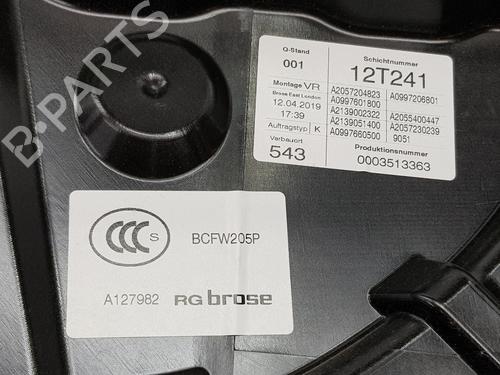 B-PARTS
Q-Stand
001
Schichtnummer
12T241
Montage VR
Brose East London
12.04.2019
17:39
Auftragstyp K
Verbauort
543
A2057204823 A0997206801
A0997601800
A2139002322 A2055400447
A2139051400 A2057230239
A0997660500 9051
Produktionsnummer
0003513363
CCC S
BCFW205P
A127982 RG brose